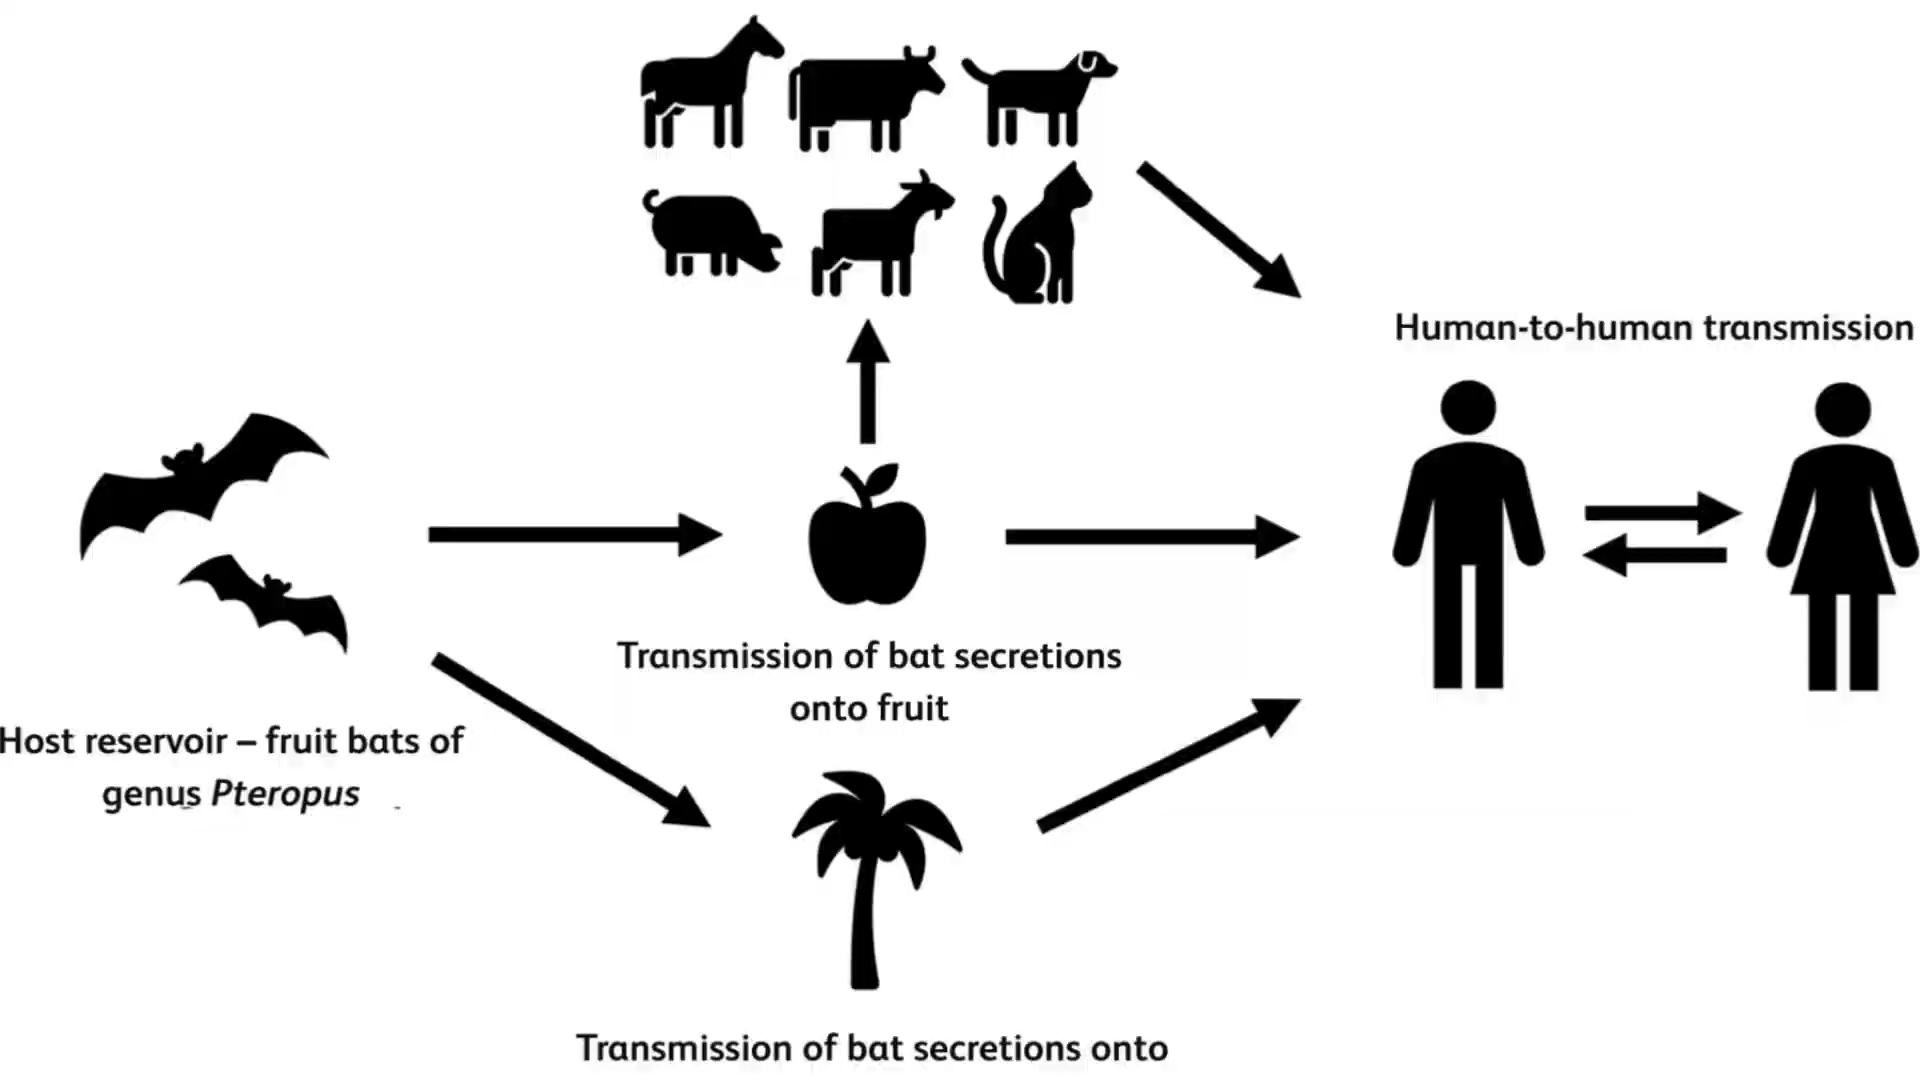 Human-to-human transmission
Transmission of bat secretions
onto fruit
Host reservoir – fruit bats of
genus Pteropus
Transmission of bat secretions onto